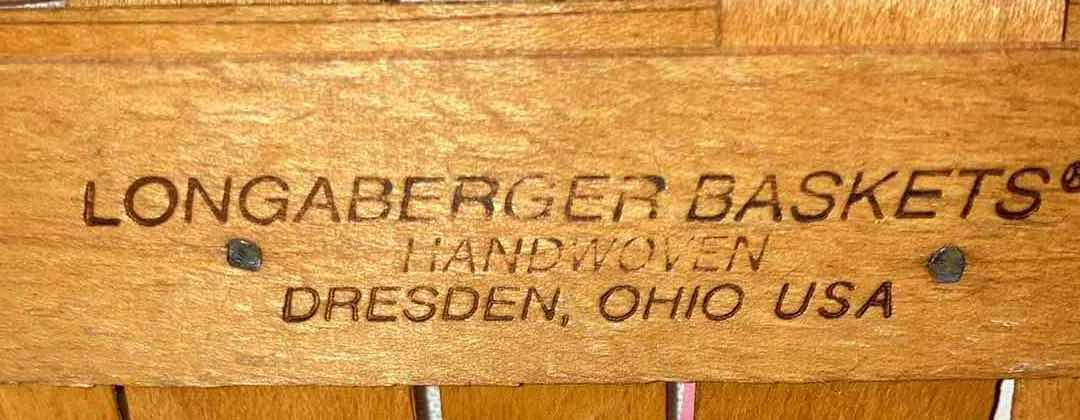 LONGABERGER BASKETS®
HANDWOVEN
DRESDEN, OHIO USA